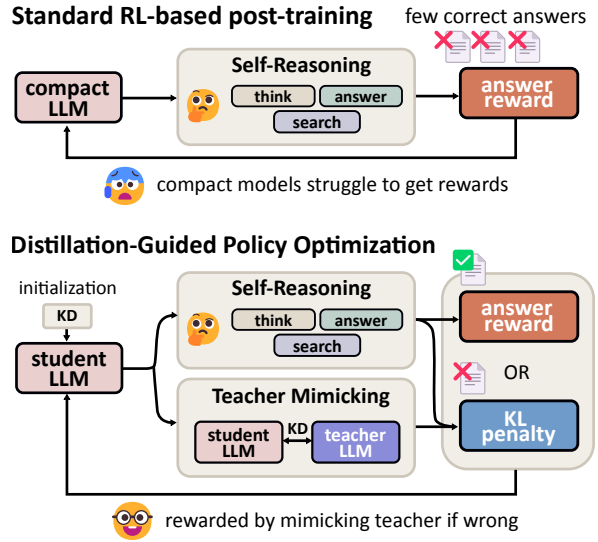 Standard RL-based post-training
few correct answers
Self-Reasoning
compact
LLM
think
answer
search
answer
reward
compact models struggle to get rewards
Distillation-Guided Policy Optimization
initialization
KD
student
LLM
Self-Reasoning
think
answer
search
answer
reward
OR
Teacher Mimicking
student
LLM
KD
teacher
LLM
KL
penalty
rewarded by mimicking teacher if wrong